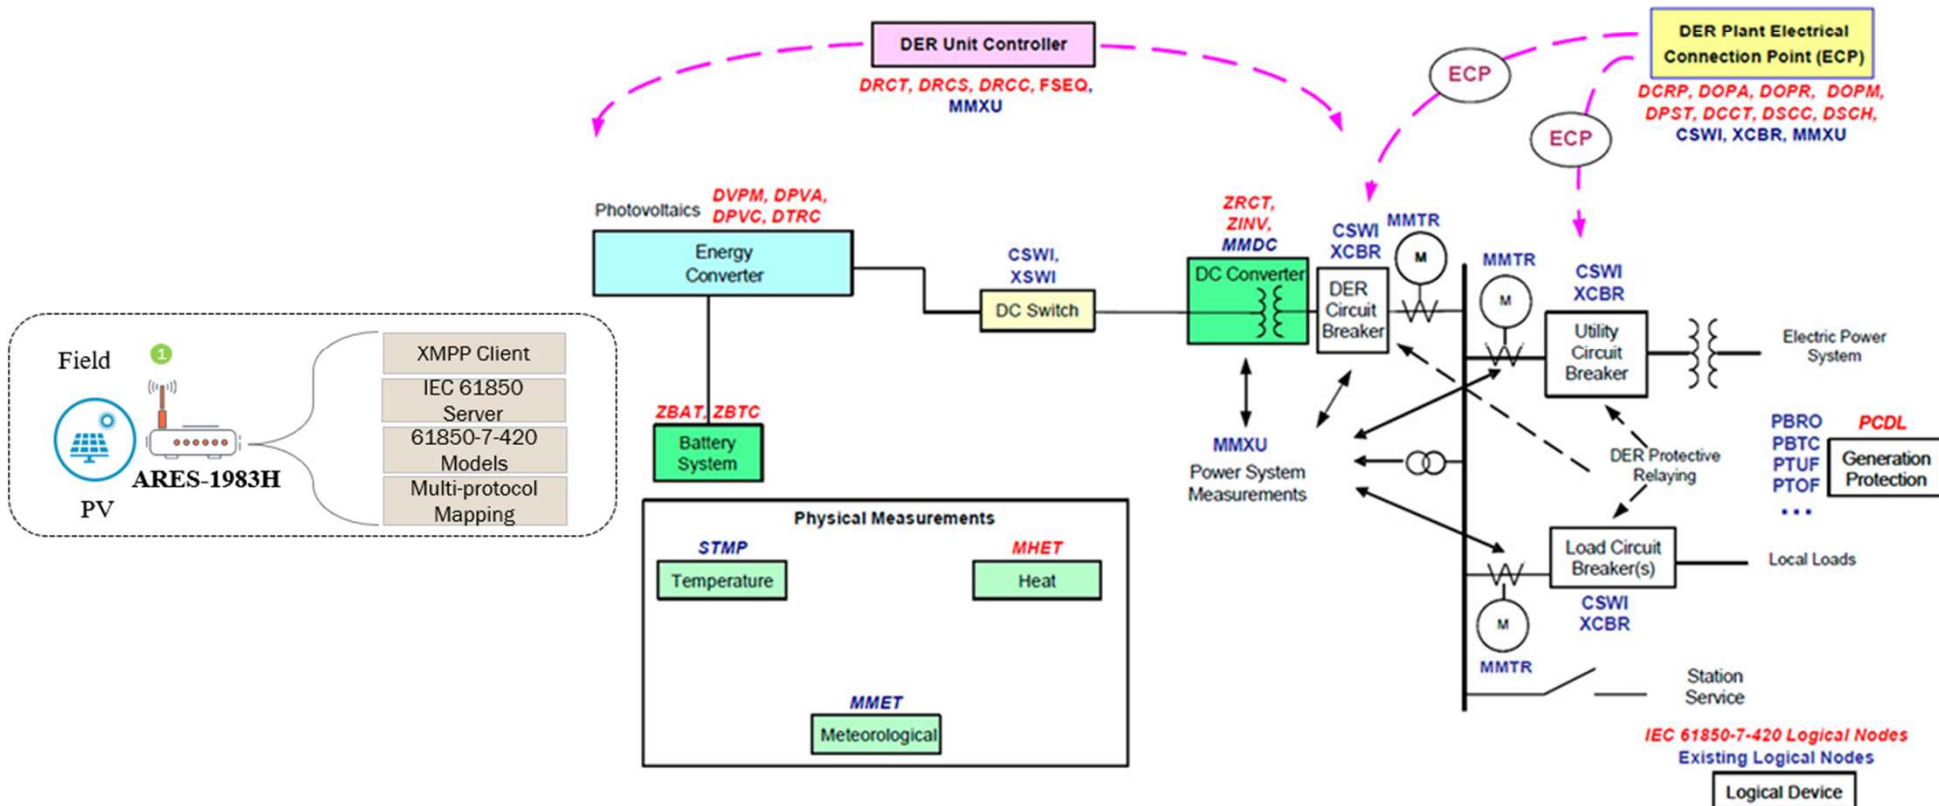 Field
1
PV
ARES-1983H
XMPP Client
IEC 61850
Server
61850-7-420
Models
Multi-protocol
Mapping
DER Unit Controller
DRCT, DRCS, DRCC, FSEQ,
MMXU
ECP
ECP
DER Plant Electrical
Connection Point (ECP)
DCRP, DOPA, DOPR, DOPM,
DPST, DCCT, DSCC, DSCH,
CSWI, XCBR, MMXU
Photovoltaics
DVPM, DPVA,
DPVC, DTRC
Energy
Converter
CSWI,
XSWI
DC Switch
ZRCT,
ZINV,
MMDC
DC Converter
CSWI
XCBR
DER
Circuit
Breaker
MMTR
M
MMTR
M
CSWI
XCBR
Utility
Circuit
Breaker
Electric Power
System
ZBAT, ZBTC
Battery
System
MMXU
Power System
Measurements
DER Protective
Relaying
PBRO
PBTC
PTUF
PTOF
...
PCDL
Generation
Protection
Physical Measurements
STMP
Temperature
MHET
Heat
MMET
Meteorological
Load Circuit
Breaker(s)
CSWI
XCBR
Local Loads
M
MMTR
Station
Service
IEC 61850-7-420 Logical Nodes
Existing Logical Nodes
Logical Device